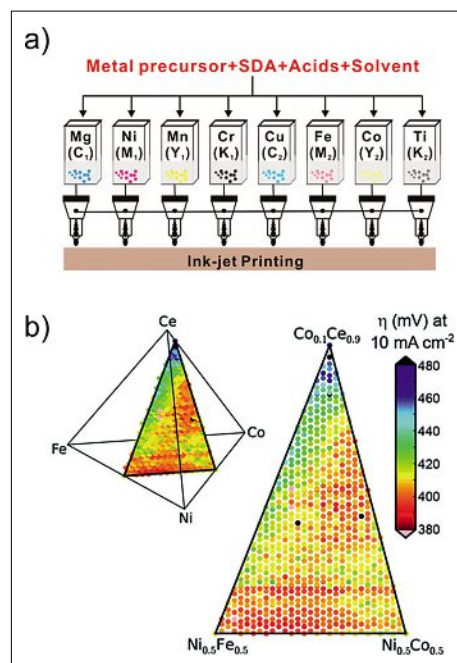 a)
Metal precursor+SDA+Acids+Solvent
Mg Ni Mn Cr Cu Fe Co Ti
(C₁) (M₁) (Y₁) (K₁) (C₂) (M₂) (Y₂) (K₂)
Ink-jet Printing
b)
Ce
Fe
Co
Ni
Co₀.₁Ce₀.₉
Ni₀.₅Fe₀.₅
Ni₀.₅Co₀.₅
η (mV) at
10 mA cm⁻²
480
460
440
420
400
380